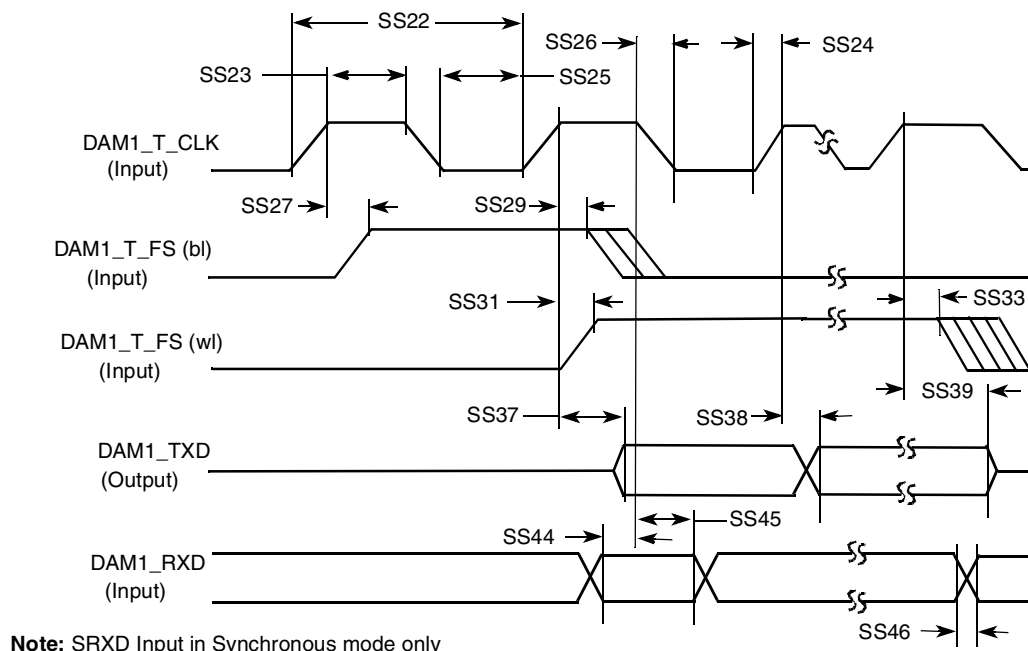 SS22
SS26
SS24
SS23
SS25
DAM1_T_CLK
(Input)
SS27
SS29
DAM1_T_FS (bl)
(Input)
SS31
SS33
DAM1_T_FS (wl)
(Input)
SS39
SS37
SS38
DAM1_TXD
(Output)
SS45
SS44
DAM1_RXD
(Input)
SS46
Note: SRXD Input in Synchronous mode only